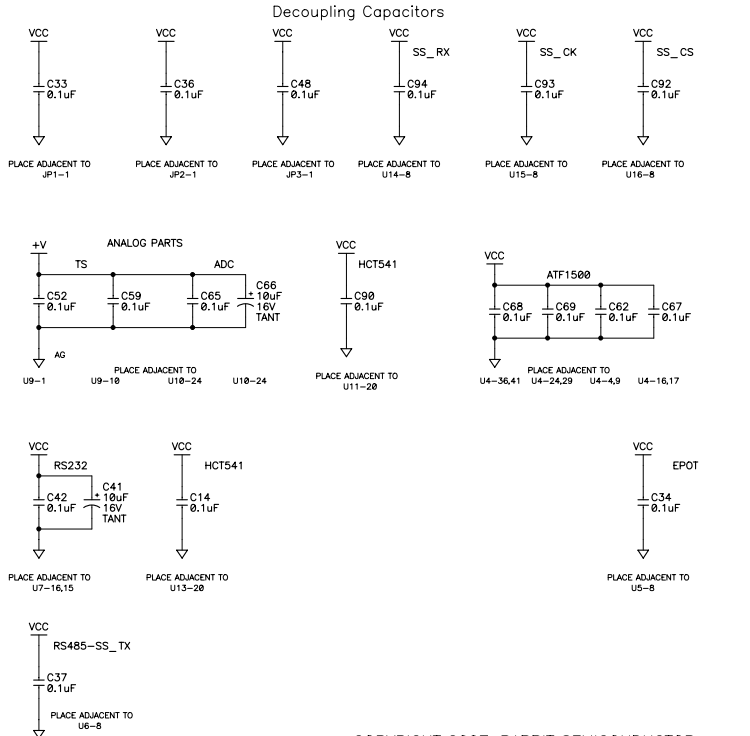 Decoupling Capacitors
VCC VCC VCC VCC VCC VCC
SS_RX SS_CK SS_CS
C33 C36 C48 C94 C93 C92
0.1uF 0.1uF 0.1uF 0.1uF 0.1uF 0.1uF
PLACE ADJACENT TO PLACE ADJACENT TO PLACE ADJACENT TO PLACE ADJACENT TO PLACE ADJACENT TO PLACE ADJACENT TO
JP1-1 JP2-1 JP3-1 U14-8 U15-8 U16-8
+V ANALOG PARTS VCC
VCC
TS ADC HCT541
ATF1500
C66
C52 C59 C65 + 10uF C90
0.1uF 0.1uF 0.1uF 16V 0.1uF
TANT
C68 C69 C62 C67
0.1uF 0.1uF 0.1uF 0.1uF
AG
PLACE ADJACENT TO PLACE ADJACENT TO PLACE ADJACENT TO
U9-1 U9-10 U10-24 U10-24 U11-20 U4-36,41 U4-24,29 U4-4,9 U4-16,17
VCC VCC VCC
RS232 HCT541 EPOT
C41
C42 + 10uF C14 C34
0.1uF 16V 0.1uF 0.1uF
TANT
PLACE ADJACENT TO PLACE ADJACENT TO PLACE ADJACENT TO
U7-16,15 U13-20 U5-8
VCC
RS485-SS_TX
C37
0.1uF
PLACE ADJACENT TO
U6-8